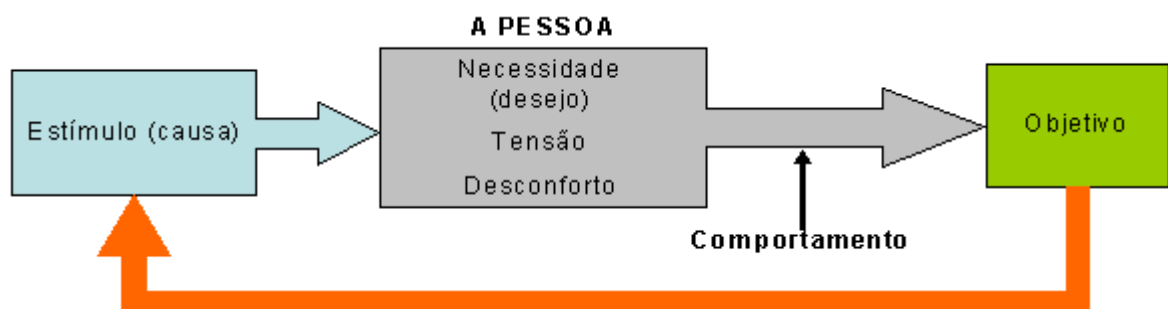 A PESSOA
Estímulo (causa)
Necessidade
(desejo)
Tensão
Desconforto
Objetivo
Comportamento